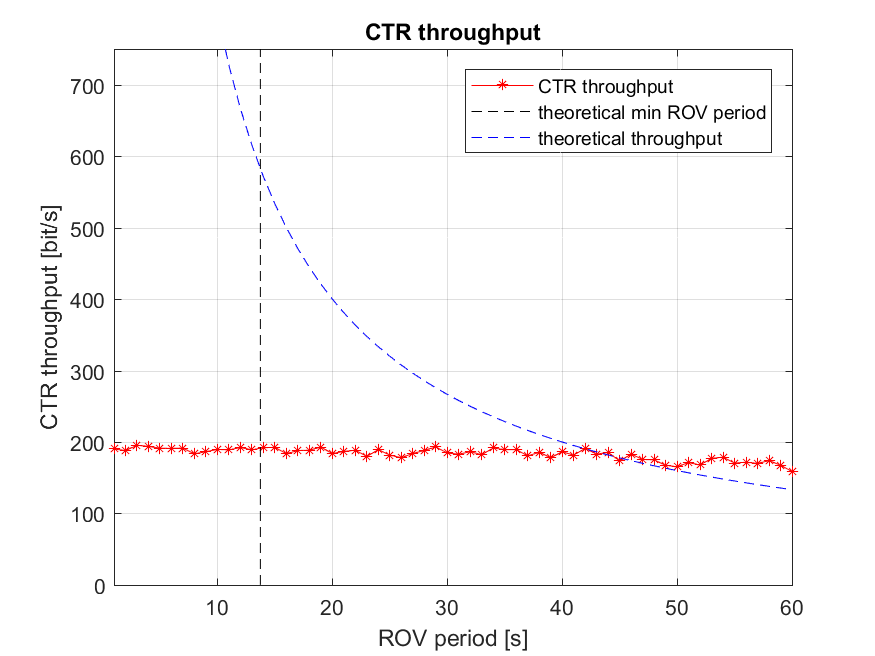 CTR throughput
CTR throughput
theoretical min ROV period
theoretical throughput
CTR throughput [bit/s]
700
600
500
400
300
200
100
0
10 20 30 40 50 60
ROV period [s]